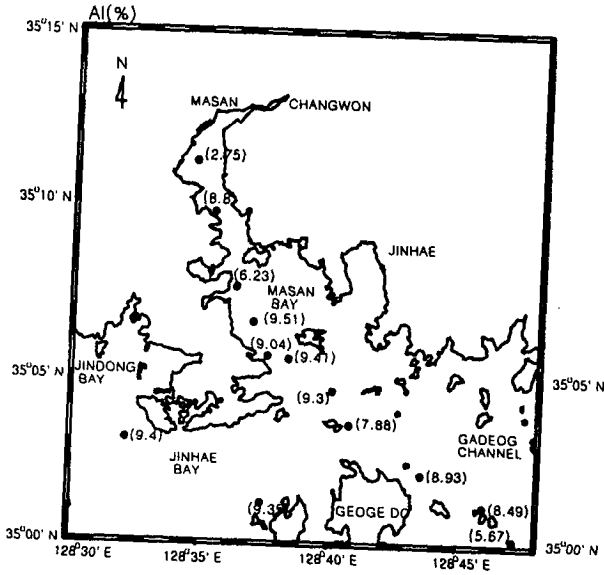 Al(%)
35°15' N
N
MASAN
CHANGWON
(2.75)
35°10' N
(8.8
JINHAE
(6.23)
MASAN
BAY
(9.51)
(9.04)
(9.41)
35°05' N
35°05' N
JINDONG
BAY
(9.3)
(7.88)
(9.4)
GADEOG
CHANNEL
JINHAE
BAY
(8.93)
(9.35)
GEOGE DO
(8.49)
(5.67)
35°00' N
35°00' N
128°30' E
128°35' E
128°40' E
128°45' E